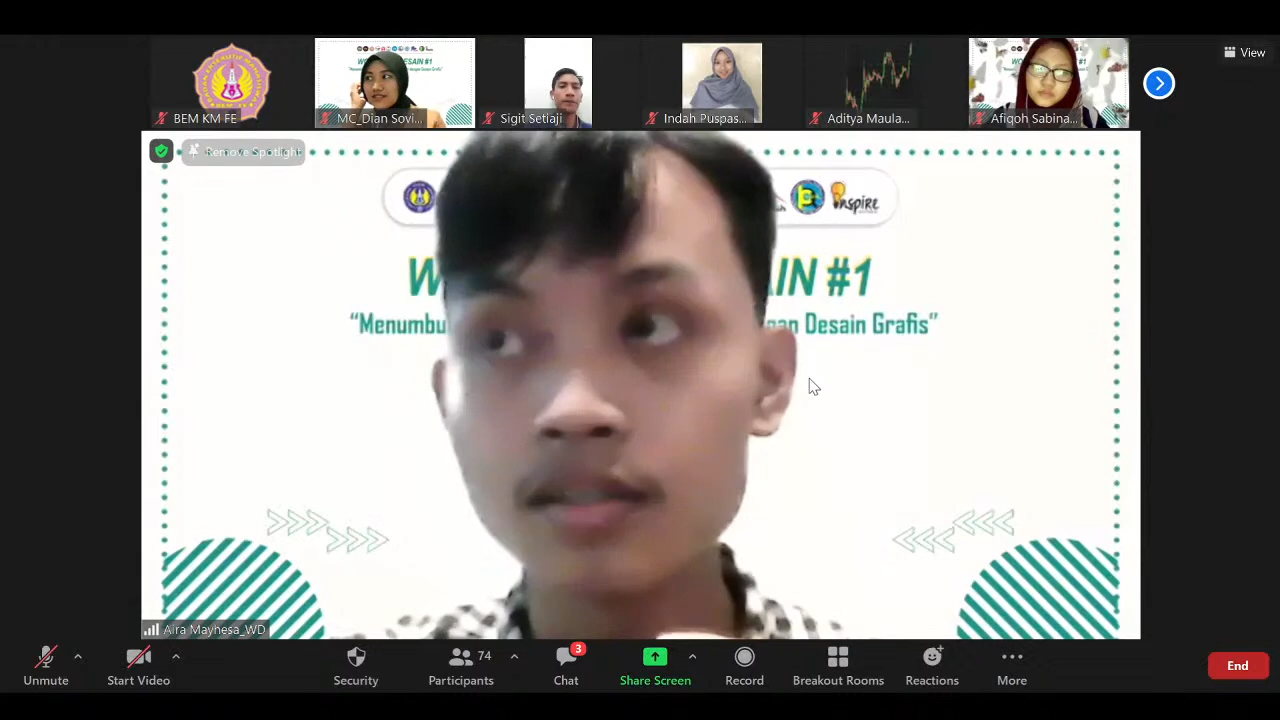 View
BEM KM FE
MC_Dian Sovi...
Sigit Setiaji
Indah Puspas...
Aditya Maula...
Afiqoh Sabina...
Remove Spotlight
inspire
W
AIN #1
“Menumbu
gan Desain Grafis”
Aira Mayhesa_WD
Unmute
Start Video
Security
Participants
74
Chat
3
Share Screen
Record
Breakout Rooms
Reactions
More
End